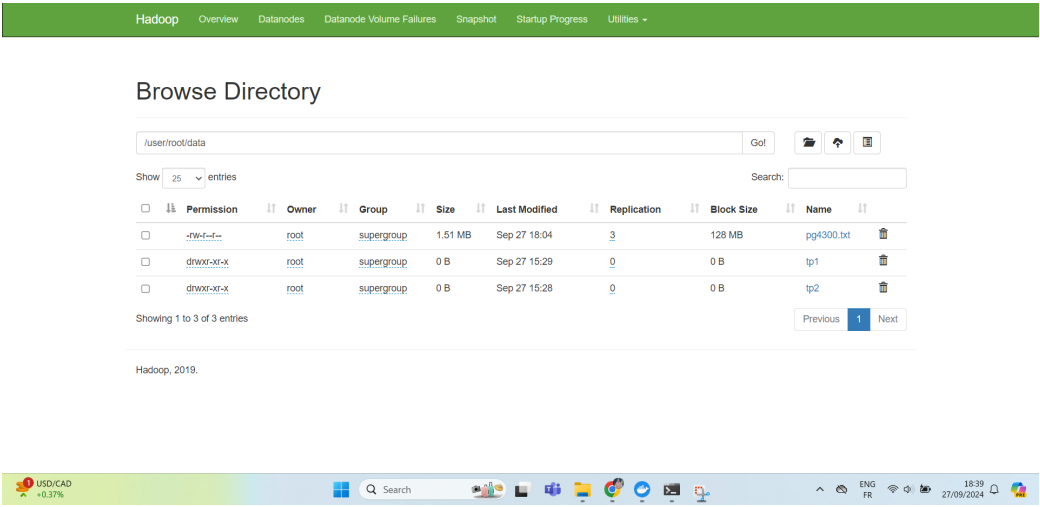 Hadoop Overview Datanodes Datanode Volume Failures Snapshot Startup Progress Utilities
Browse Directory
/user/root/data Go!
Show 25 entries Search:
Permission Owner Group Size Last Modified Replication Block Size Name
-rw-r--r-- root supergroup 1.51 MB Sep 27 18:04 3 128 MB pg4300.txt
drwxr-xr-x root supergroup 0 B Sep 27 15:29 0 0 B tp1
drwxr-xr-x root supergroup 0 B Sep 27 15:28 0 0 B tp2
Showing 1 to 3 of 3 entries Previous 1 Next
Hadoop, 2019.
1 USD/CAD Search ENG 18:39
+0.37% FR 27/09/2024 PRE